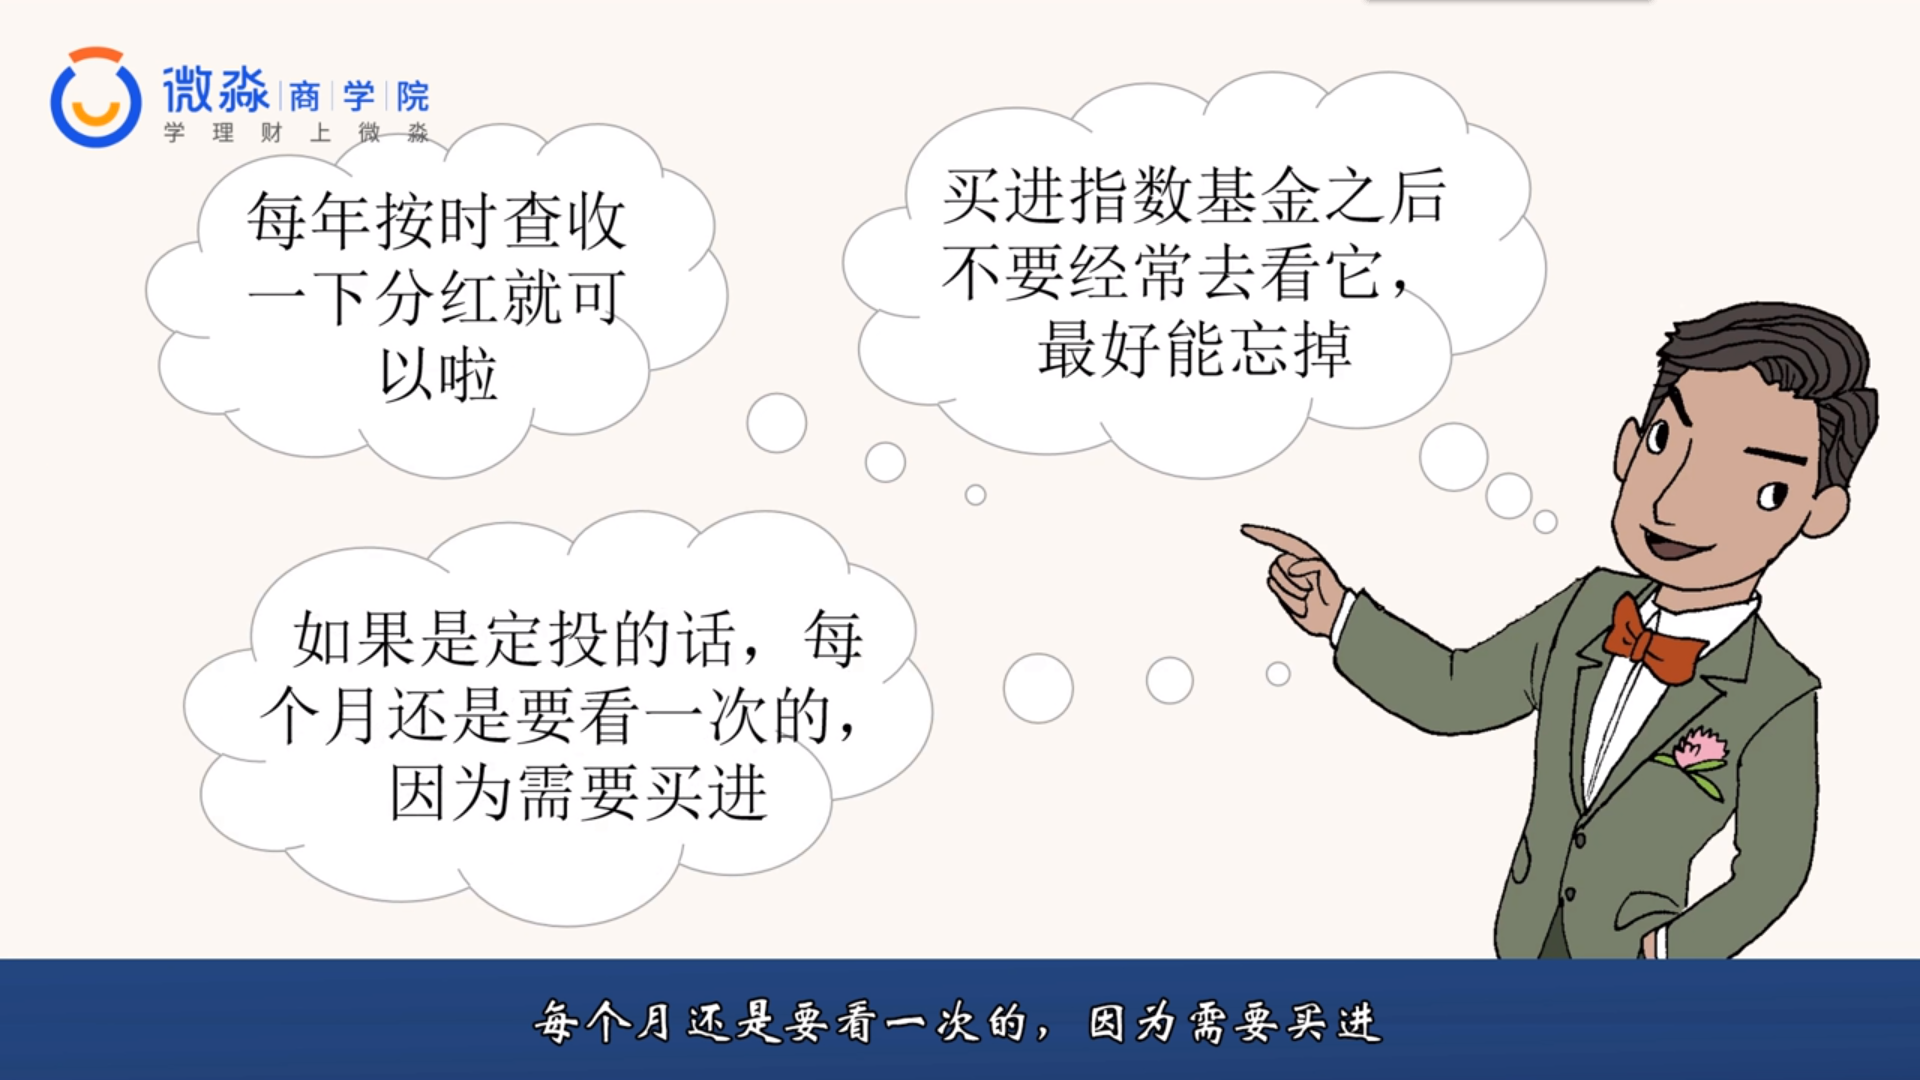 微淼商学院
学理财上微淼
每年按时查收
一下分红就可
以啦
买进指数基金之后
不要经常去看它，
最好能忘掉
如果是定投的话，每
个月还是要看一次的，
因为需要买进
每个月还是要看一次的，因为需要买进